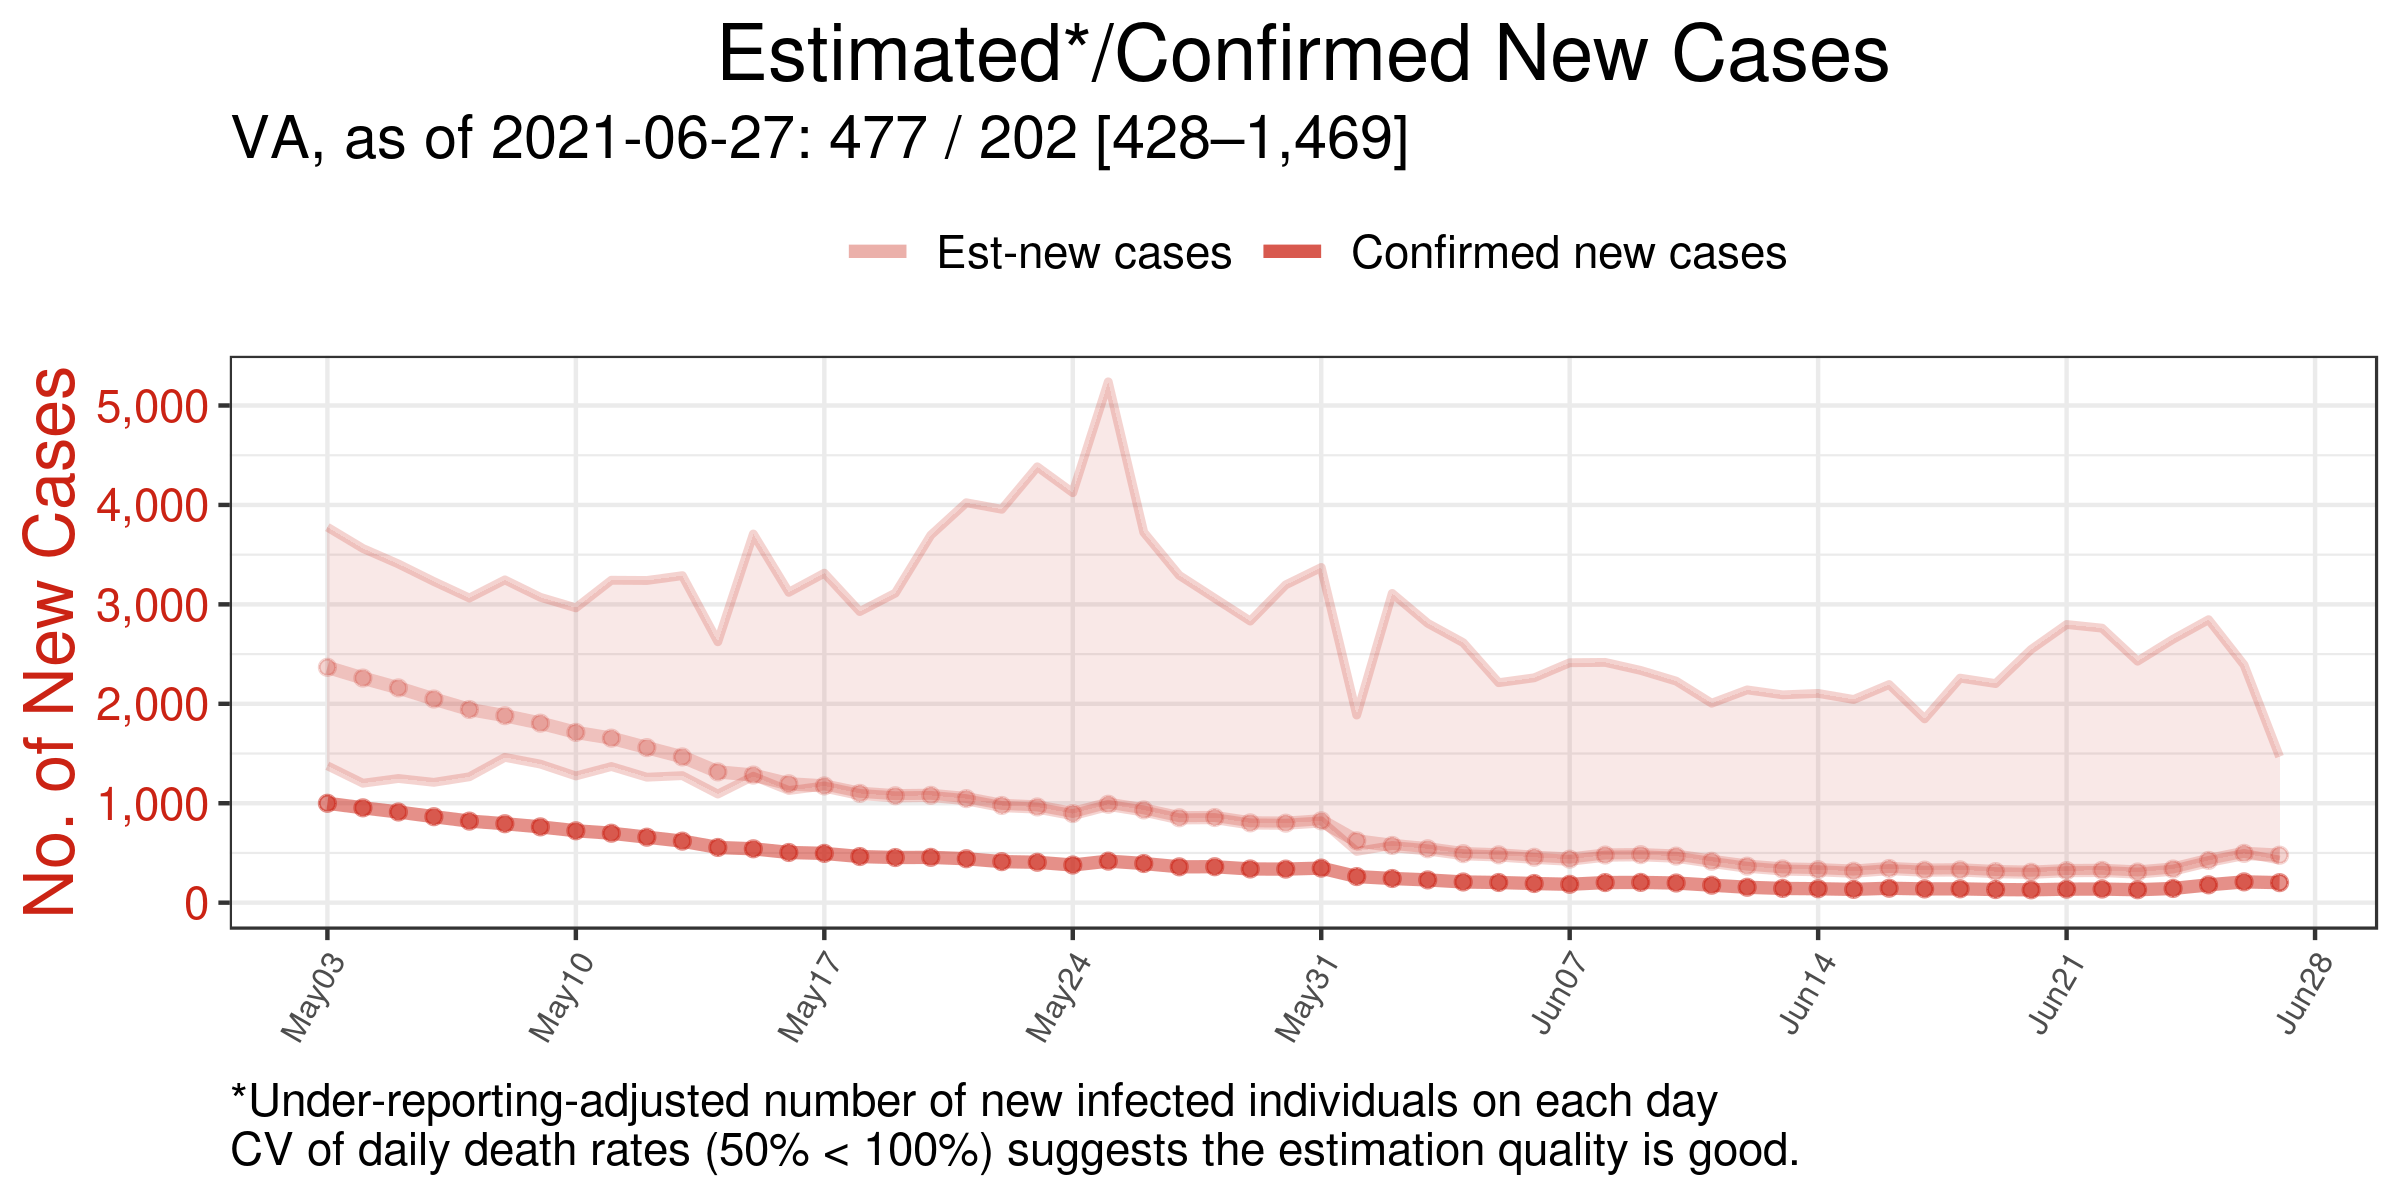 Estimated*/Confirmed New Cases
VA, as of 2021-06-27: 477 / 202 [428–1,469]
Est-new cases
Confirmed new cases
No. of New Cases
5,000
4,000
3,000
2,000
1,000
0
May03
May10
May17
May24
May31
Jun07
Jun14
Jun21
Jun28
*Under-reporting-adjusted number of new infected individuals on each day
CV of daily death rates (50% < 100%) suggests the estimation quality is good.